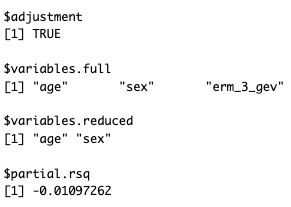 $adjustment
[1] TRUE
$variables.full
[1] "age" "sex" "erm_3_gev"
$variables.reduced
[1] "age" "sex"
$partial.rsq
[1] -0.01097262